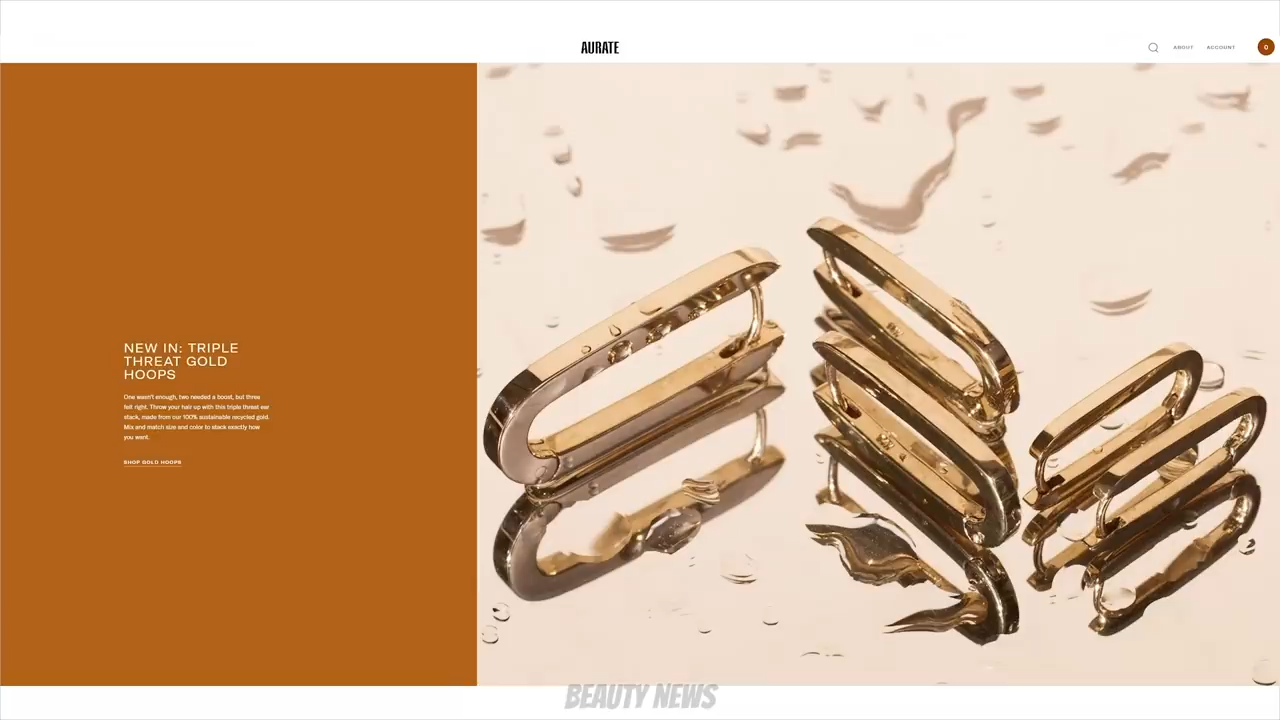 AURATE
ABOUT
ACCOUNT
0
NEW IN: TRIPLE
THREAT GOLD
HOOPS
One wasn't enough, two needed a boost, but three
felt right. Throw your hair up with this triple threat ear
stack, made from our 100% sustainable recycled gold.
Mix and match size and color to stack exactly how
you want.
SHOP GOLD HOOPS
BEAUTY NEWS